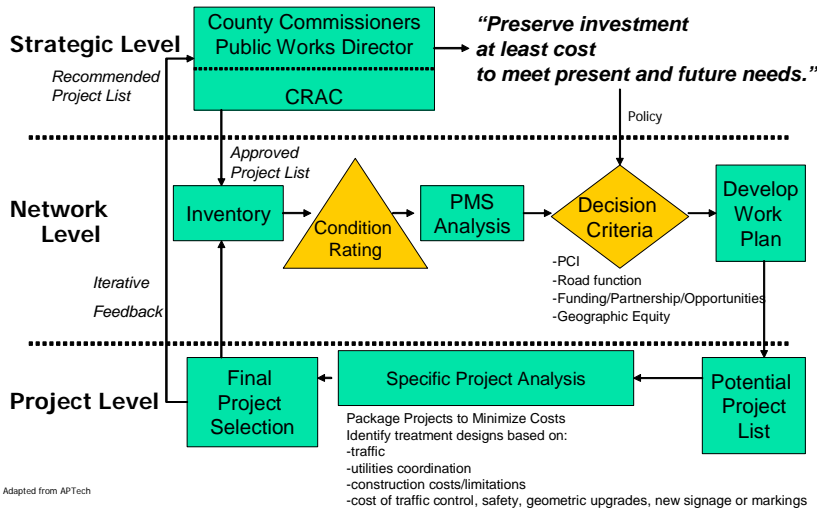 Strategic Level
County Commissioners
Public Works Director
CRAC
“Preserve investment
at least cost
to meet present and future needs.”
Recommended
Project List
Policy
Approved
Project List
Network
Level
Inventory
Condition
Rating
PMS
Analysis
Decision
Criteria
Develop
Work
Plan
-PCI
-Road function
-Funding/Partnership/Opportunities
-Geographic Equity
Iterative
Feedback
Project Level
Final
Project
Selection
Specific Project Analysis
Potential
Project
List
Package Projects to Minimize Costs
Identify treatment designs based on:
-traffic
-utilities coordination
-construction costs/limitations
-cost of traffic control, safety, geometric upgrades, new signage or markings
Adapted from APTech